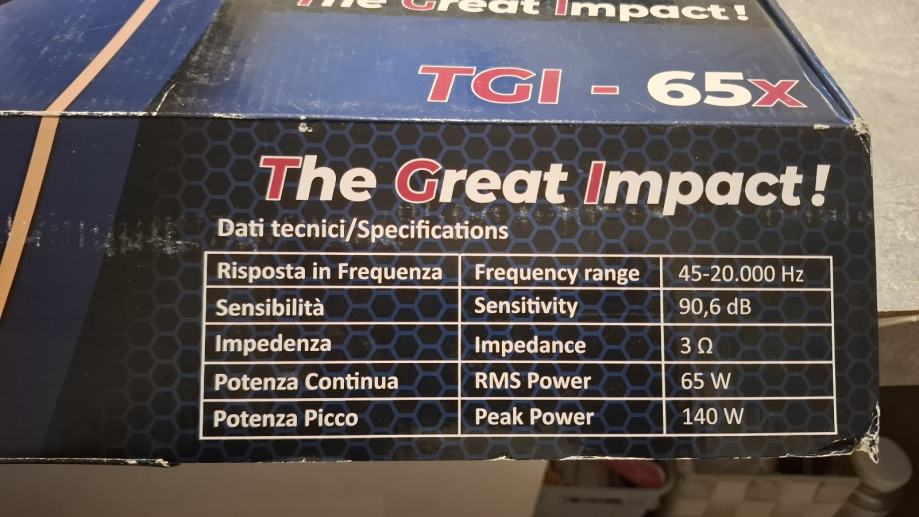 The Great Impact!
TGI - 65x
The Great Impact!
Dati tecnici/Specifications
Risposta in Frequenza Frequency range 45-20.000 Hz
Sensibilità Sensitivity 90,6 dB
Impedenza Impedance 3 Ω
Potenza Continua RMS Power 65 W
Potenza Picco Peak Power 140 W